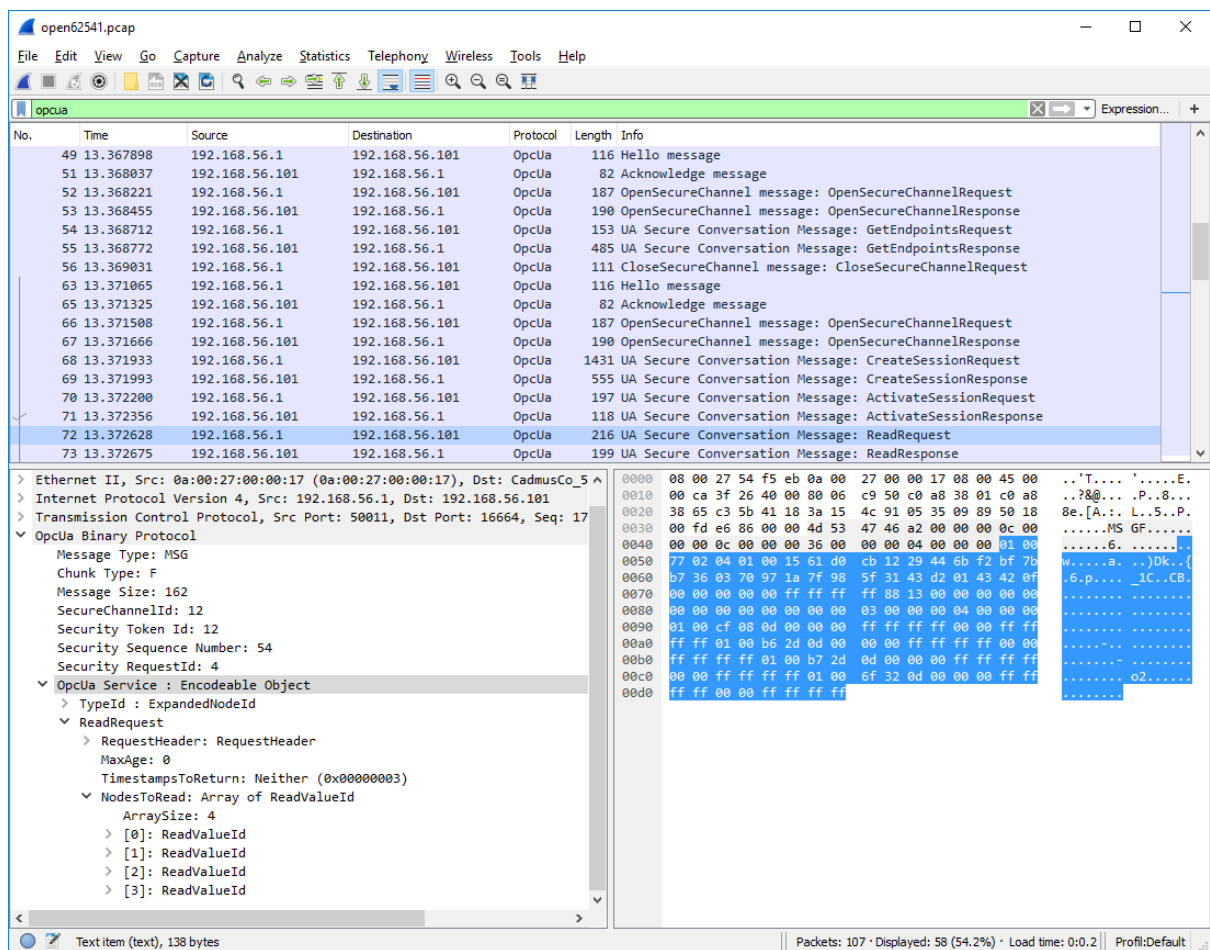 open62541.pcap
File Edit View Go Capture Analyze Statistics Telephony Wireless Tools Help
opcua Expression... +
No. Time Source Destination Protocol Length Info
49 13.367898 192.168.56.1 192.168.56.101 OpcUa 116 Hello message
51 13.368037 192.168.56.101 192.168.56.1 OpcUa 82 Acknowledge message
52 13.368221 192.168.56.1 192.168.56.101 OpcUa 187 OpenSecureChannel message: OpenSecureChannelRequest
53 13.368455 192.168.56.101 192.168.56.1 OpcUa 190 OpenSecureChannel message: OpenSecureChannelResponse
54 13.368712 192.168.56.1 192.168.56.101 OpcUa 153 UA Secure Conversation Message: GetEndpointsRequest
55 13.368772 192.168.56.101 192.168.56.1 OpcUa 485 UA Secure Conversation Message: GetEndpointsResponse
56 13.369031 192.168.56.1 192.168.56.101 OpcUa 111 CloseSecureChannel message: CloseSecureChannelRequest
63 13.371065 192.168.56.1 192.168.56.101 OpcUa 116 Hello message
65 13.371325 192.168.56.101 192.168.56.1 OpcUa 82 Acknowledge message
66 13.371508 192.168.56.1 192.168.56.101 OpcUa 187 OpenSecureChannel message: OpenSecureChannelRequest
67 13.371666 192.168.56.101 192.168.56.1 OpcUa 190 OpenSecureChannel message: OpenSecureChannelResponse
68 13.371933 192.168.56.1 192.168.56.101 OpcUa 1431 UA Secure Conversation Message: CreateSessionRequest
69 13.371993 192.168.56.101 192.168.56.1 OpcUa 555 UA Secure Conversation Message: CreateSessionResponse
70 13.372200 192.168.56.1 192.168.56.101 OpcUa 197 UA Secure Conversation Message: ActivateSessionRequest
71 13.372356 192.168.56.101 192.168.56.1 OpcUa 118 UA Secure Conversation Message: ActivateSessionResponse
72 13.372628 192.168.56.1 192.168.56.101 OpcUa 216 UA Secure Conversation Message: ReadRequest
73 13.372675 192.168.56.101 192.168.56.1 OpcUa 199 UA Secure Conversation Message: ReadResponse
Ethernet II, Src: 0a:00:27:00:00:17 (0a:00:27:00:00:17), Dst: CadmusCo_5
Internet Protocol Version 4, Src: 192.168.56.1, Dst: 192.168.56.101
Transmission Control Protocol, Src Port: 50011, Dst Port: 16664, Seq: 17
OpcUa Binary Protocol
Message Type: MSG
Chunk Type: F
Message Size: 162
SecureChannelId: 12
Security Token Id: 12
Security Sequence Number: 54
Security RequestId: 4
OpcUa Service : Encodeable Object
TypeId : ExpandedNodeId
ReadRequest
RequestHeader: RequestHeader
MaxAge: 0
TimestampsToReturn: Neither (0x00000003)
NodesToRead: Array of ReadValueId
ArraySize: 4
[0]: ReadValueId
[1]: ReadValueId
[2]: ReadValueId
[3]: ReadValueId
0000 08 00 27 54 f5 eb 0a 00 27 00 00 17 08 00 45 00 ..'T.... '.....E.
0010 00 ca 3f 26 40 00 80 06 c9 50 c0 a8 38 01 c0 a8 ..?&@... .P..8...
0020 38 65 c3 5b 41 18 3a 15 4c 91 05 35 09 89 50 18 8e.[A.:. L..5..P.
0030 00 fd e6 86 00 00 4d 53 47 46 a2 00 00 00 0c 00 ......MS GF......
0040 00 00 0c 00 00 00 36 00 00 00 04 00 00 00 01 00 ......6. ........
0050 77 02 04 01 00 15 61 d0 cb 12 29 44 6b f2 bf 7b w.....a. ..)Dk..{
0060 b7 36 03 70 97 1a 7f 98 5f 31 43 d2 01 43 42 0f .6.p.... _1C..CB.
0070 00 00 00 00 ff ff ff ff 88 13 00 00 00 00 00 ........ ........
0080 00 00 00 00 00 00 00 00 03 00 00 00 04 00 00 00 ........ ........
0090 01 00 cf 08 0d 00 00 00 ff ff ff ff 00 00 ff ff ........ ........
00a0 ff ff 01 00 b6 2d 0d 00 00 00 ff ff ff ff 00 00 .....-.. ........
00b0 ff ff ff ff 01 00 b7 2d 0d 00 00 00 ff ff ff ff .......- ........
00c0 00 00 ff ff ff ff 01 00 6f 32 0d 00 00 00 ff ff ........ o2......
00d0 ff ff 00 00 ff ff ff ff ........
Text item (text), 138 bytes
Packets: 107 · Displayed: 58 (54.2%) · Load time: 0:0.2
Profil:Default